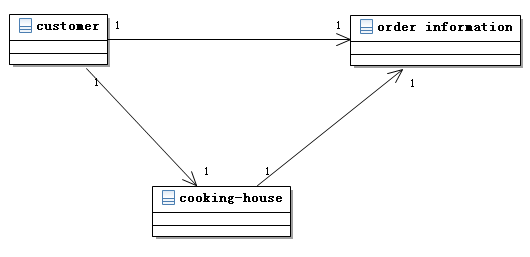 customer
1
1
order information
1
1
1
1
cooking-house